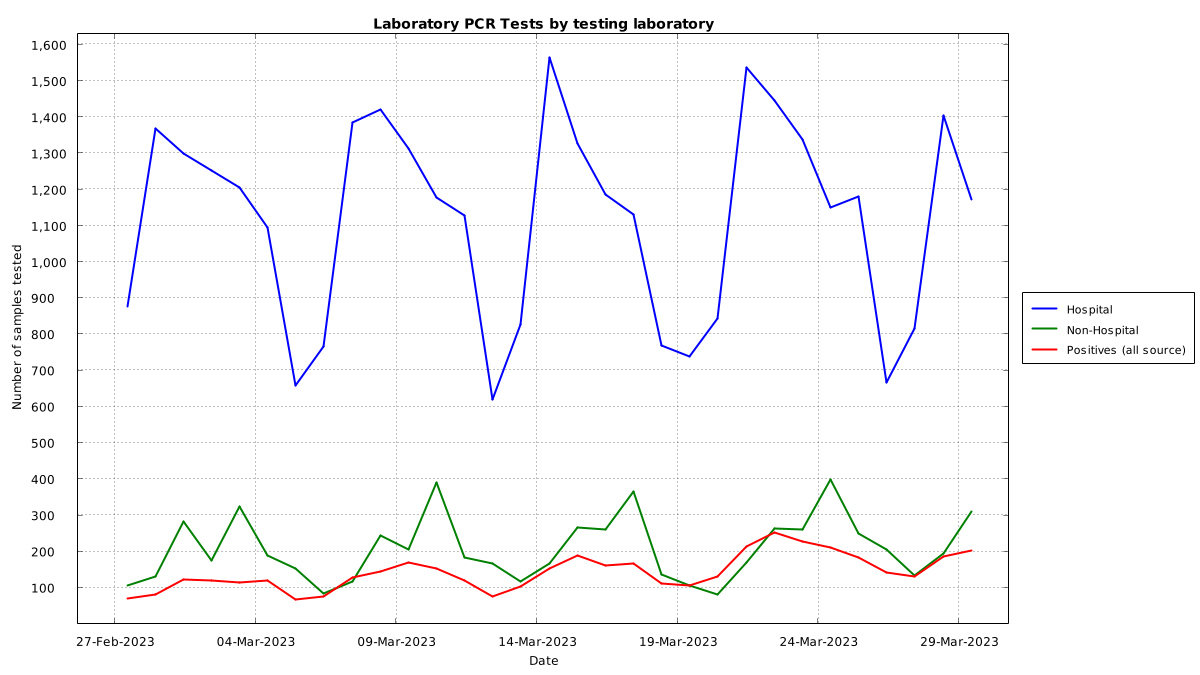 Laboratory PCR Tests by testing laboratory
1,600
1,500
1,400
1,300
1,200
1,100
1,000
900
800
700
600
500
400
300
200
100
Number of samples tested
27-Feb-2023 04-Mar-2023 09-Mar-2023 14-Mar-2023 19-Mar-2023 24-Mar-2023 29-Mar-2023
Date
Hospital
Non-Hospital
Positives (all source)